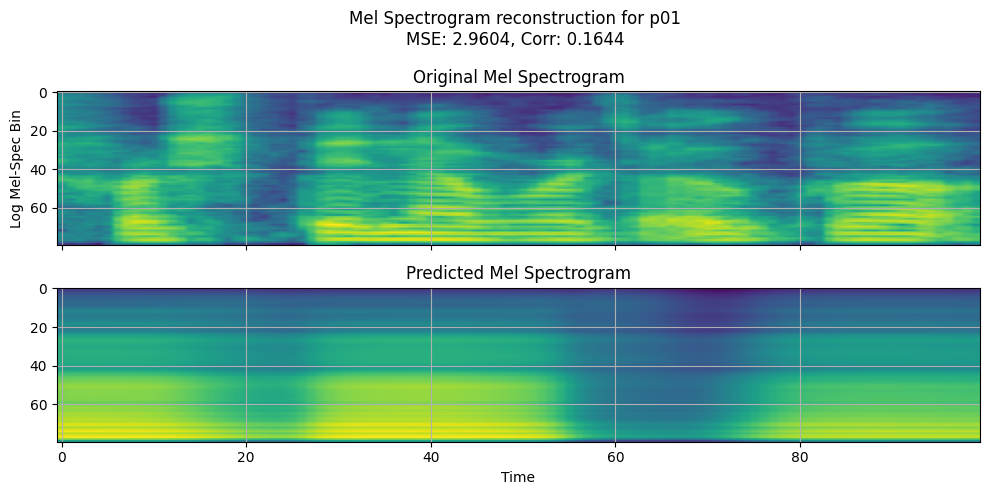 Mel Spectrogram reconstruction for p01
MSE: 2.9604, Corr: 0.1644
Original Mel Spectrogram
Log Mel-Spec Bin
0
20
40
60
Predicted Mel Spectrogram
0
20
40
60
0 20 40 60 80
Time